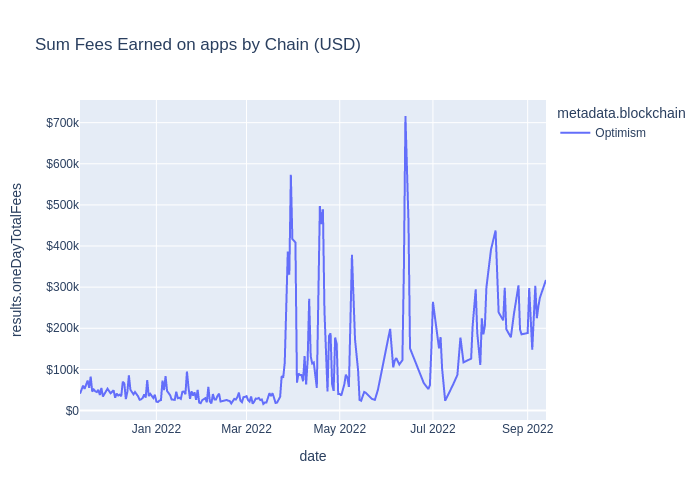 Sum Fees Earned on apps by Chain (USD)
metadata.blockchain
Optimism
results.oneDayTotalFees
$700k
$600k
$500k
$400k
$300k
$200k
$100k
$0
Jan 2022
Mar 2022
May 2022
Jul 2022
Sep 2022
date